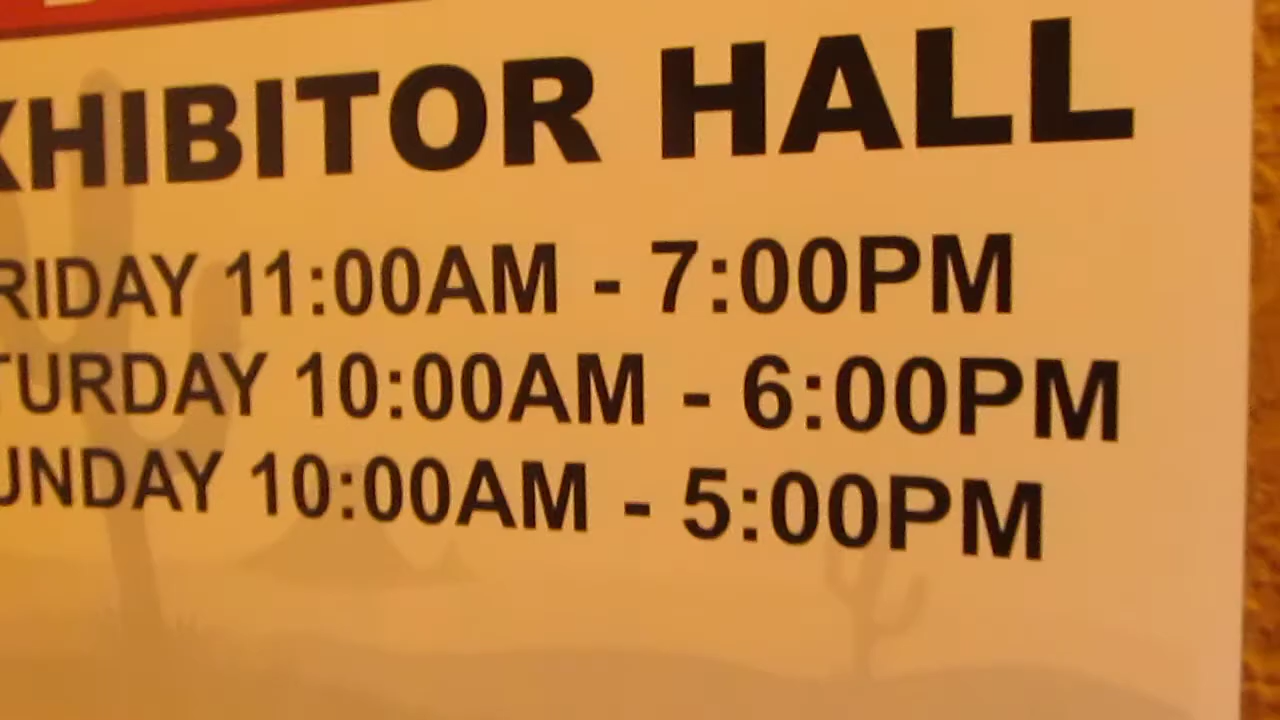 XHIBITOR HALL
RIDAY 11:00AM - 7:00PM
TURDAY 10:00AM - 6:00PM
UNDAY 10:00AM - 5:00PM